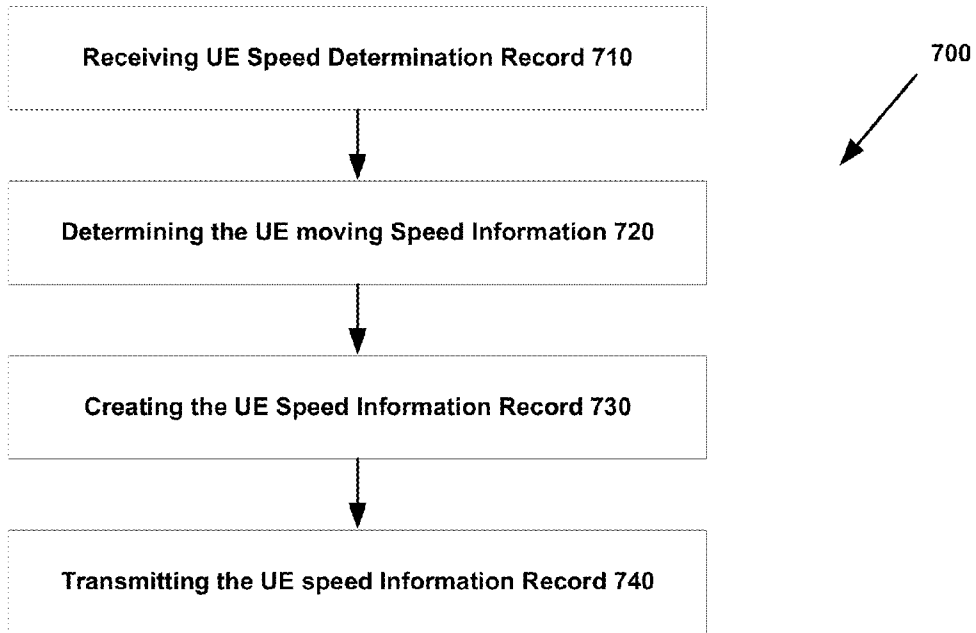 Receiving UE Speed Determination Record 710
700
Determining the UE moving Speed Information 720
Creating the UE Speed Information Record 730
Transmitting the UE speed Information Record 740